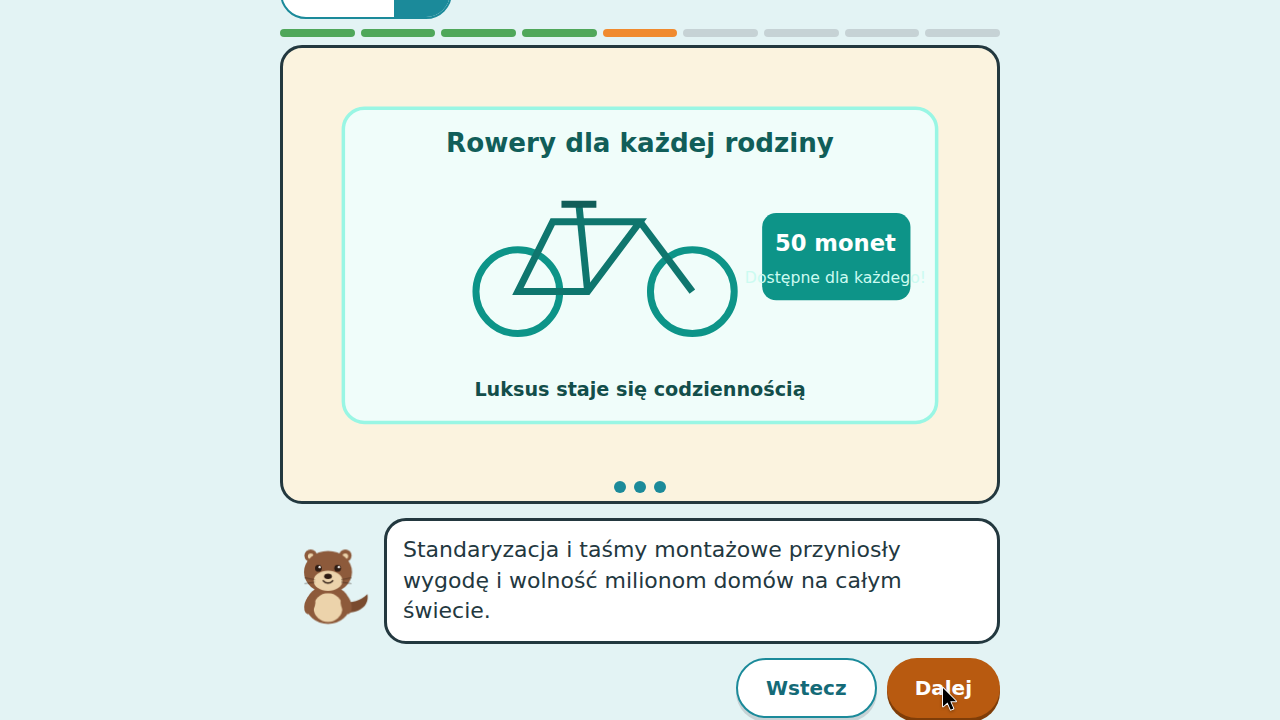 Rowery dla każdej rodziny
50 monet
Dostępne dla każdego!
Luksus staje się codziennością
Standaryzacja i taśmy montażowe przyniosły
wygodę i wolność milionom domów na całym
świecie.
Wstecz
Dalej